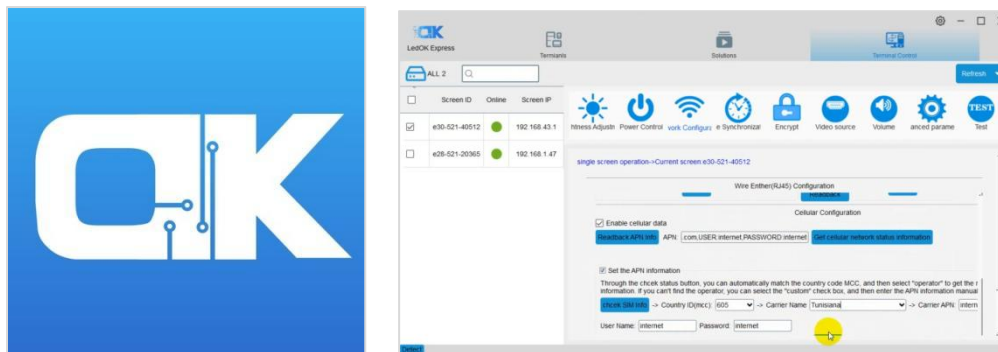 OK
OK
LedOK Express
Terminals
Solutions
Terminal Control
ALL 2
Refresh
Screen ID Online Screen IP
e30-521-40512 192.168.43.1
e26-521-20365 192.168.1.47
htness Adjustn Power Control vork Configura e Synchronizat Encrypt Video source Volume anced parame Test
TEST
single screen operation->Current screen:e30-521-40512
Wire Enther(RJ45) Configuration
Readback
Cellular Configuration
Enable cellular data
Readback APN Info APN: .com,USER:internet,PASSWORD:internet Get cellular network status information
Set the APN information
Through the chcek status button, you can automatically match the country code MCC, and then select "operator" to get the r
information. If you can't find the operator, you can select the "custom" check box, and then enter the APN information manual
chcek SIM Info -> Country ID(mcc): 605 -> Carrier Name Tunisiana -> Carrier APN: intern
User Name: internet Password: internet
Detect